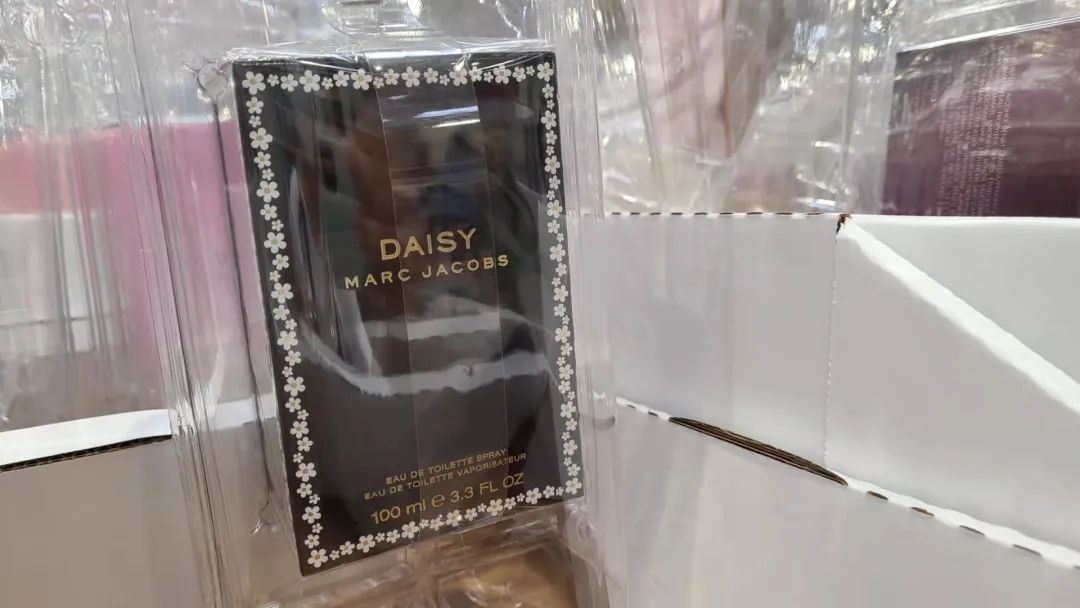 DAISY
MARC JACOBS
EAU DE TOILETTE SPRAY
EAU DE TOILETTE VAPORISATEUR
100 ml ℮ 3.3 FL OZ